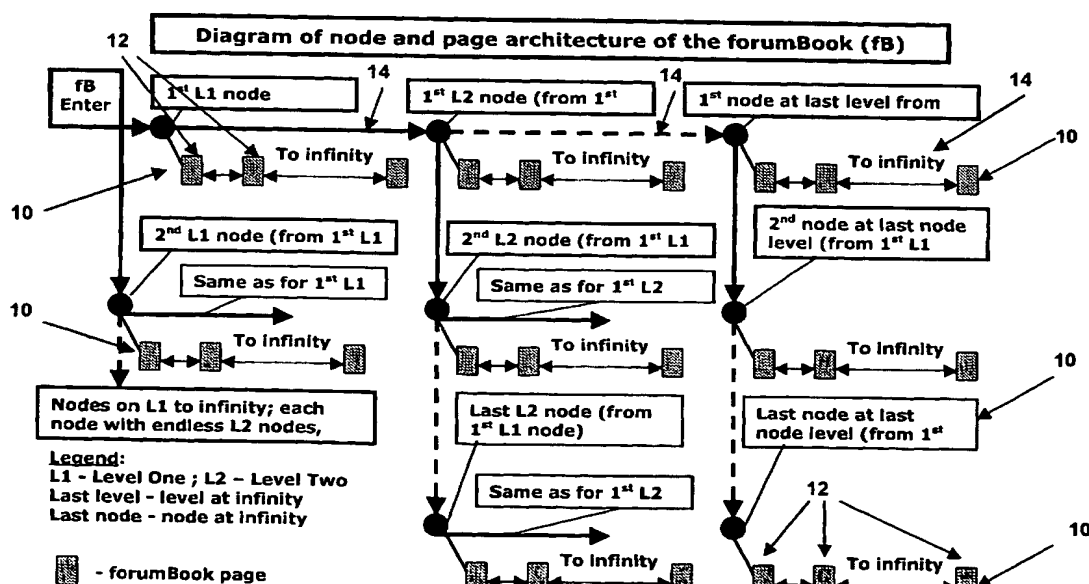 Diagram of node and page architecture of the forumBook (fB)
12
fB
Enter
1st L1 node
14
1st L2 node (from 1st
14
1st node at last level from
14
To infinity
To infinity
To infinity
10
10
2nd L1 node (from 1st L1
2nd L2 node (from 1st L1
2nd node at last node
level (from 1st L1
Same as for 1st L1
Same as for 1st L2
10
To infinity
To infinity
To infinity
10
Nodes on L1 to infinity; each
node with endless L2 nodes,
Last L2 node (from
1st L1 node)
Last node at last
node level (from 1st
Legend:
L1 - Level One ; L2 – Level Two
Last level - level at infinity
Last node - node at infinity
Same as for 1st L2
12
10
To infinity
To infinity
- forumBook page